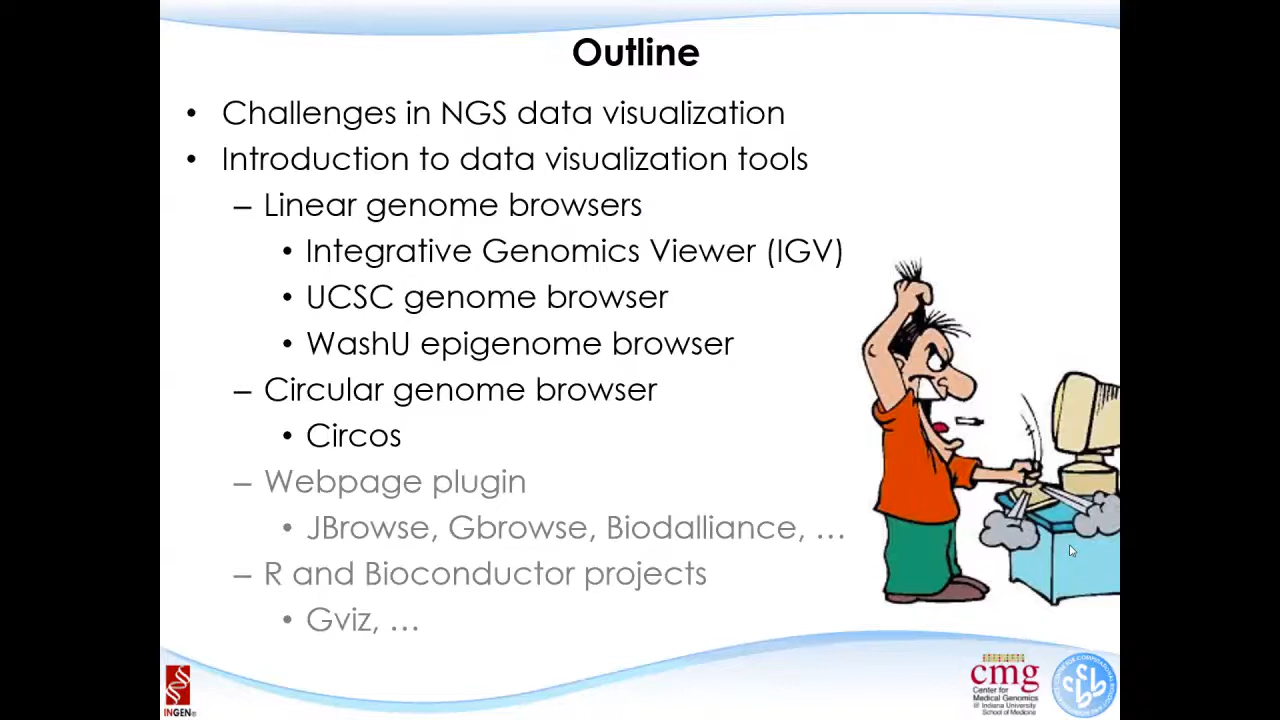 Outline
• Challenges in NGS data visualization
• Introduction to data visualization tools
– Linear genome browsers
• Integrative Genomics Viewer (IGV)
• UCSC genome browser
• WashU epigenome browser
– Circular genome browser
• Circos
– Webpage plugin
• JBrowse, Gbrowse, Biodalliance, …
– R and Bioconductor projects
• Gviz, …
INGEN®
cmg
Center for
Medical Genomics
@ Indiana University
School of Medicine